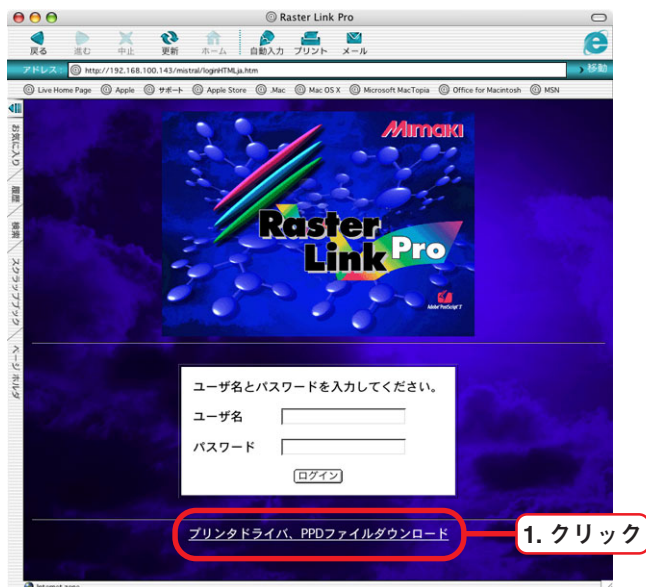 Raster Link Pro
戻る 進む 中止 更新 ホーム 自動入力 プリント メール
アドレス: http://192.168.100.143/mistral/loginHTMLja.htm 移動
Live Home Page Apple サポート Apple Store .Mac Mac OS X Microsoft MacTopia Office for Macintosh MSN
お気に入り
履歴
検索
スクラップブック
ページ ホルダ
Mimaki
Raster
Link Pro
Adobe PostScript 3
ユーザ名とパスワードを入力してください。
ユーザ名
パスワード
ログイン
プリンタドライバ、PPDファイルダウンロード
1. クリック
Internet zone